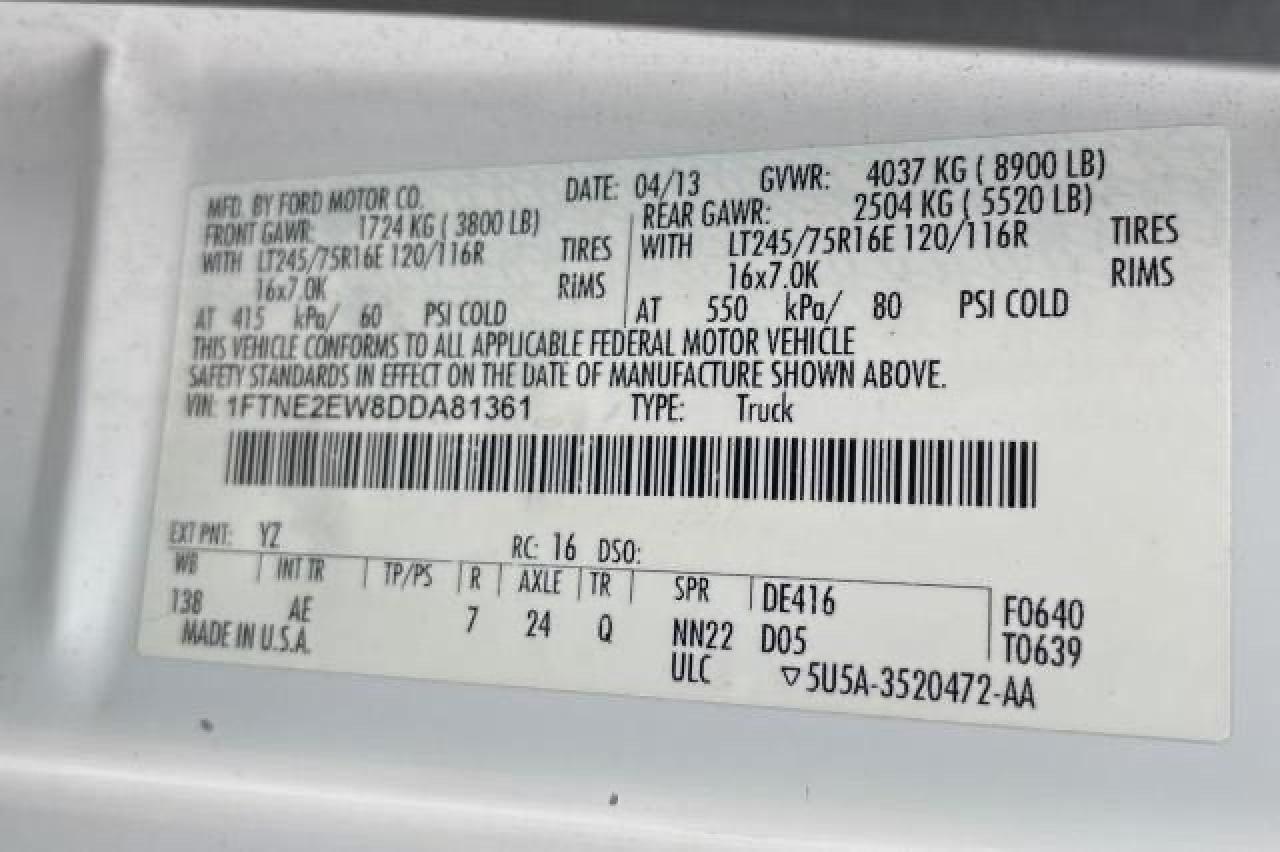 MFD. BY FORD MOTOR CO. DATE: 04/13 GVWR: 4037 KG ( 8900 LB)
FRONT GAWR: 1724 KG ( 3800 LB) REAR GAWR: 2504 KG ( 5520 LB)
WITH LT245/75R16E 120/116R TIRES WITH LT245/75R16E 120/116R TIRES
16x7.0K RIMS 16x7.0K RIMS
AT 415 kPa/ 60 PSI COLD AT 550 kPa/ 80 PSI COLD
THIS VEHICLE CONFORMS TO ALL APPLICABLE FEDERAL MOTOR VEHICLE
SAFETY STANDARDS IN EFFECT ON THE DATE OF MANUFACTURE SHOWN ABOVE.
VIN: 1FTNE2EW8DDA81361 TYPE: Truck
EXT PNT: YZ RC: 16 DSO:
WB INT TR TP/PS R AXLE TR SPR DE416 F0640
138 AE 7 24 Q NN22 D05 T0639
MADE IN U.S.A. ULC ▽5U5A-3520472-AA